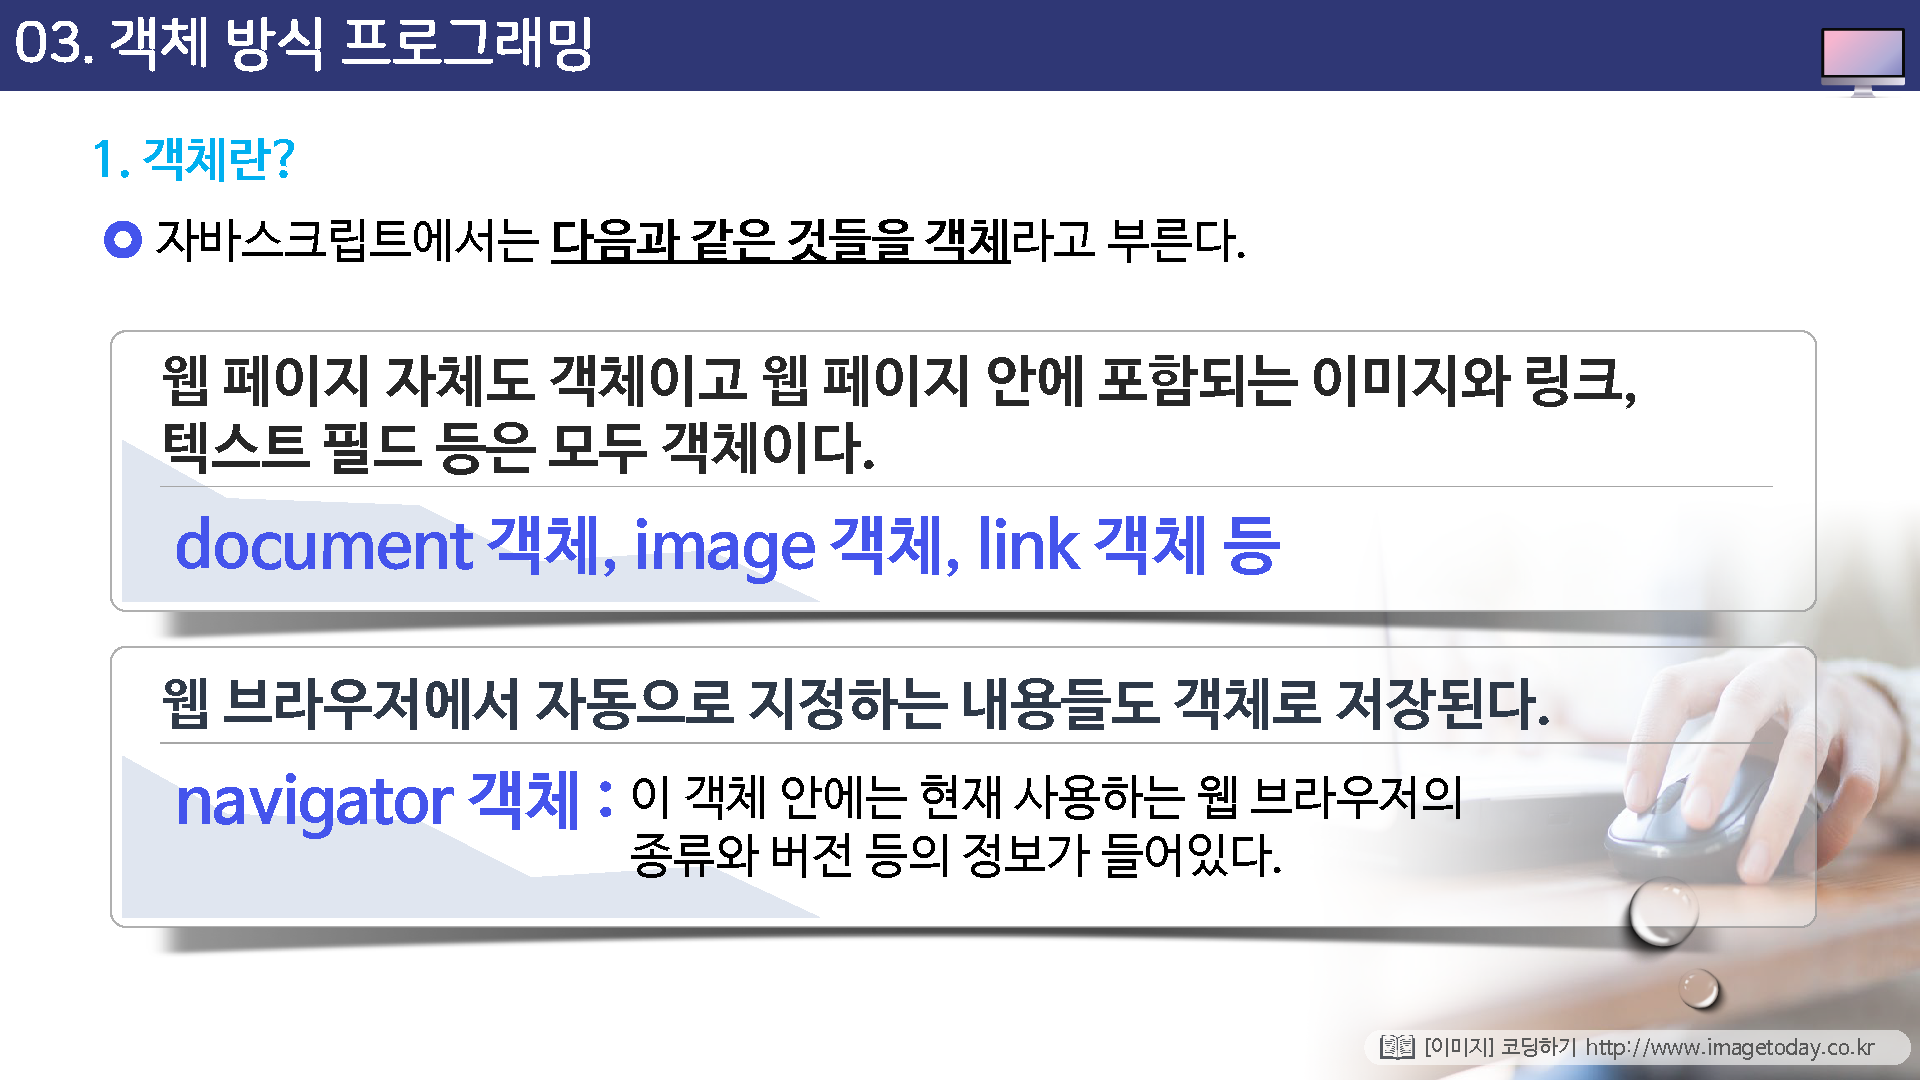 03. 객체 방식 프로그래밍
1. 객체란?
자바스크립트에서는 다음과 같은 것들을 객체라고 부른다.
웹 페이지 자체도 객체이고 웹 페이지 안에 포함되는 이미지와 링크,
텍스트 필드 등은 모두 객체이다.
document 객체, image 객체, link 객체 등
웹 브라우저에서 자동으로 지정하는 내용들도 객체로 저장된다.
navigator 객체 : 이 객체 안에는 현재 사용하는 웹 브라우저의
종류와 버전 등의 정보가 들어있다.
[이미지] 코딩하기 http://www.imagetoday.co.kr